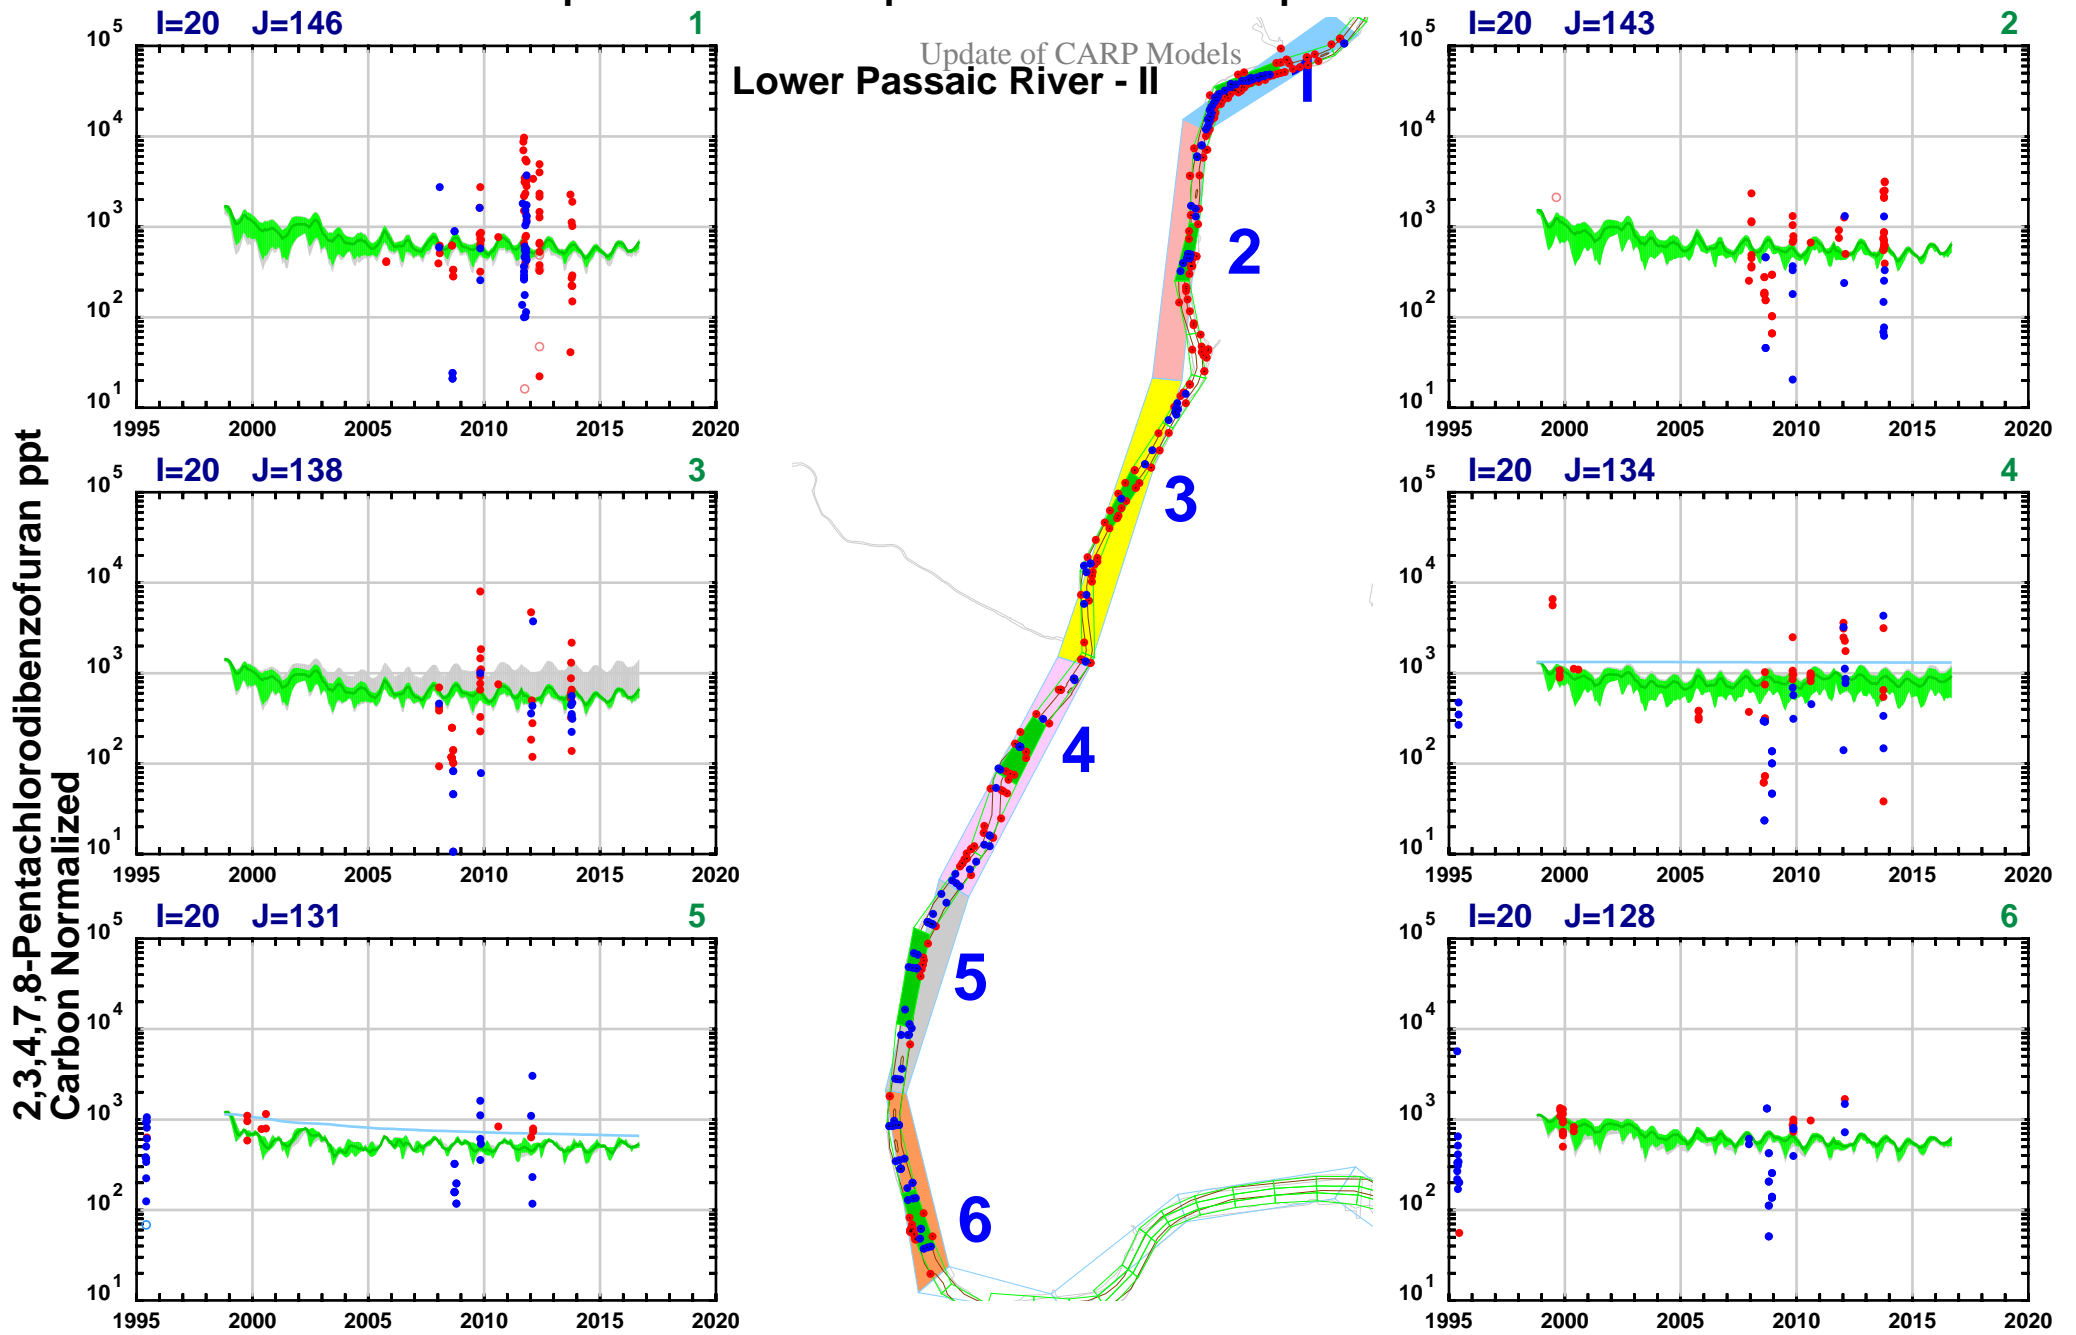 Update of CARP Models
Lower Passaic River - II
2,3,4,7,8-Pentachlorodibenzofuran ppt
Carbon Normalized
I=20 J=146 1
10^5
10^4
10^3
10^2
10^1
1995 2000 2005 2010 2015 2020
I=20 J=143 2
10^5
10^4
10^3
10^2
10^1
1995 2000 2005 2010 2015 2020
I=20 J=138 3
10^5
10^4
10^3
10^2
10^1
1995 2000 2005 2010 2015 2020
I=20 J=134 4
10^5
10^4
10^3
10^2
10^1
1995 2000 2005 2010 2015 2020
I=20 J=131 5
10^5
10^4
10^3
10^2
10^1
1995 2000 2005 2010 2015 2020
I=20 J=128 6
10^5
10^4
10^3
10^2
10^1
1995 2000 2005 2010 2015 2020
1
2
3
4
5
6